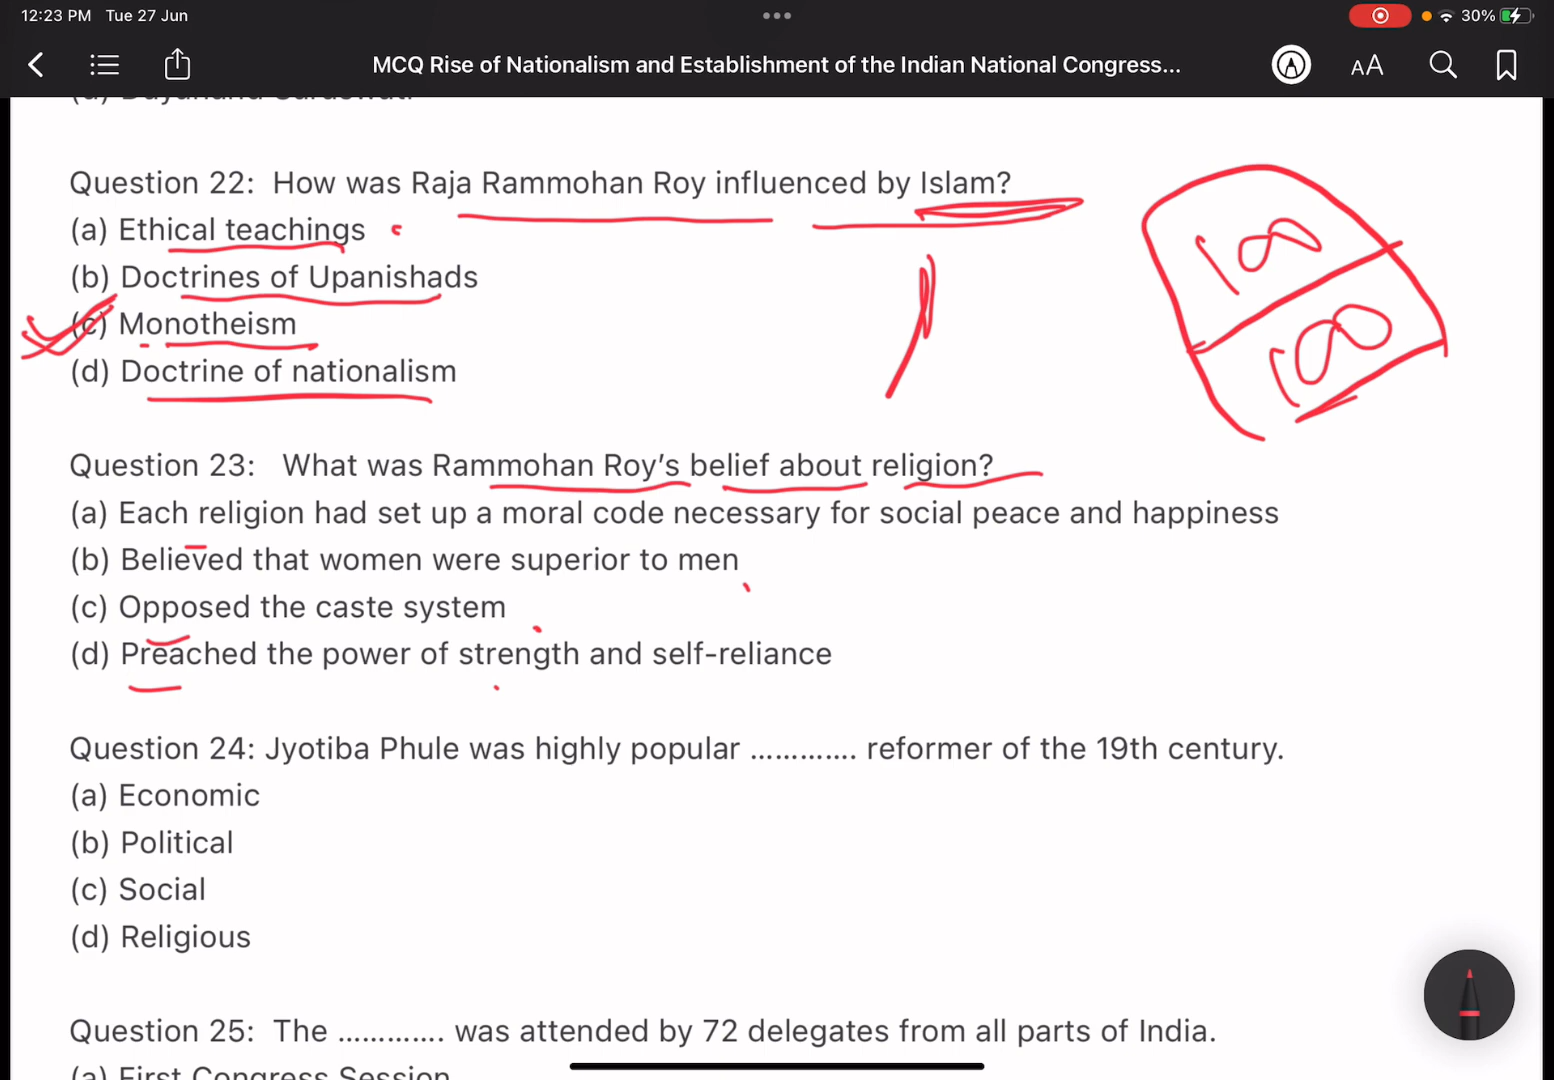 12:23 PM Tue 27 Jun
30%
MCQ Rise of Nationalism and Establishment of the Indian National Congress...
AA
Question 22: How was Raja Rammohan Roy influenced by Islam?
(a) Ethical teachings
(b) Doctrines of Upanishads
(c) Monotheism
(d) Doctrine of nationalism
100
100
Question 23: What was Rammohan Roy's belief about religion?
(a) Each religion had set up a moral code necessary for social peace and happiness
(b) Believed that women were superior to men
(c) Opposed the caste system
(d) Preached the power of strength and self-reliance
Question 24: Jyotiba Phule was highly popular ............. reformer of the 19th century.
(a) Economic
(b) Political
(c) Social
(d) Religious
Question 25: The ............. was attended by 72 delegates from all parts of India.
(a) First Congress Session